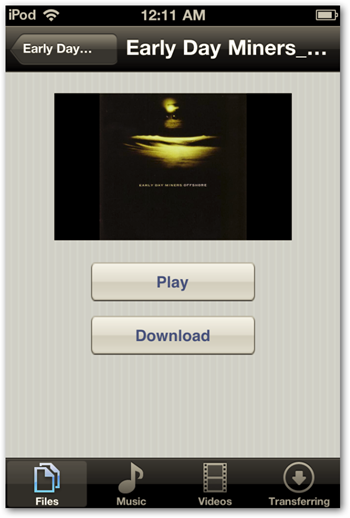 iPod 12:11 AM
Early Day... Early Day Miners_...
EARLY DAY MINERS OFFSHORE
Play
Download
Files Music Videos Transferring